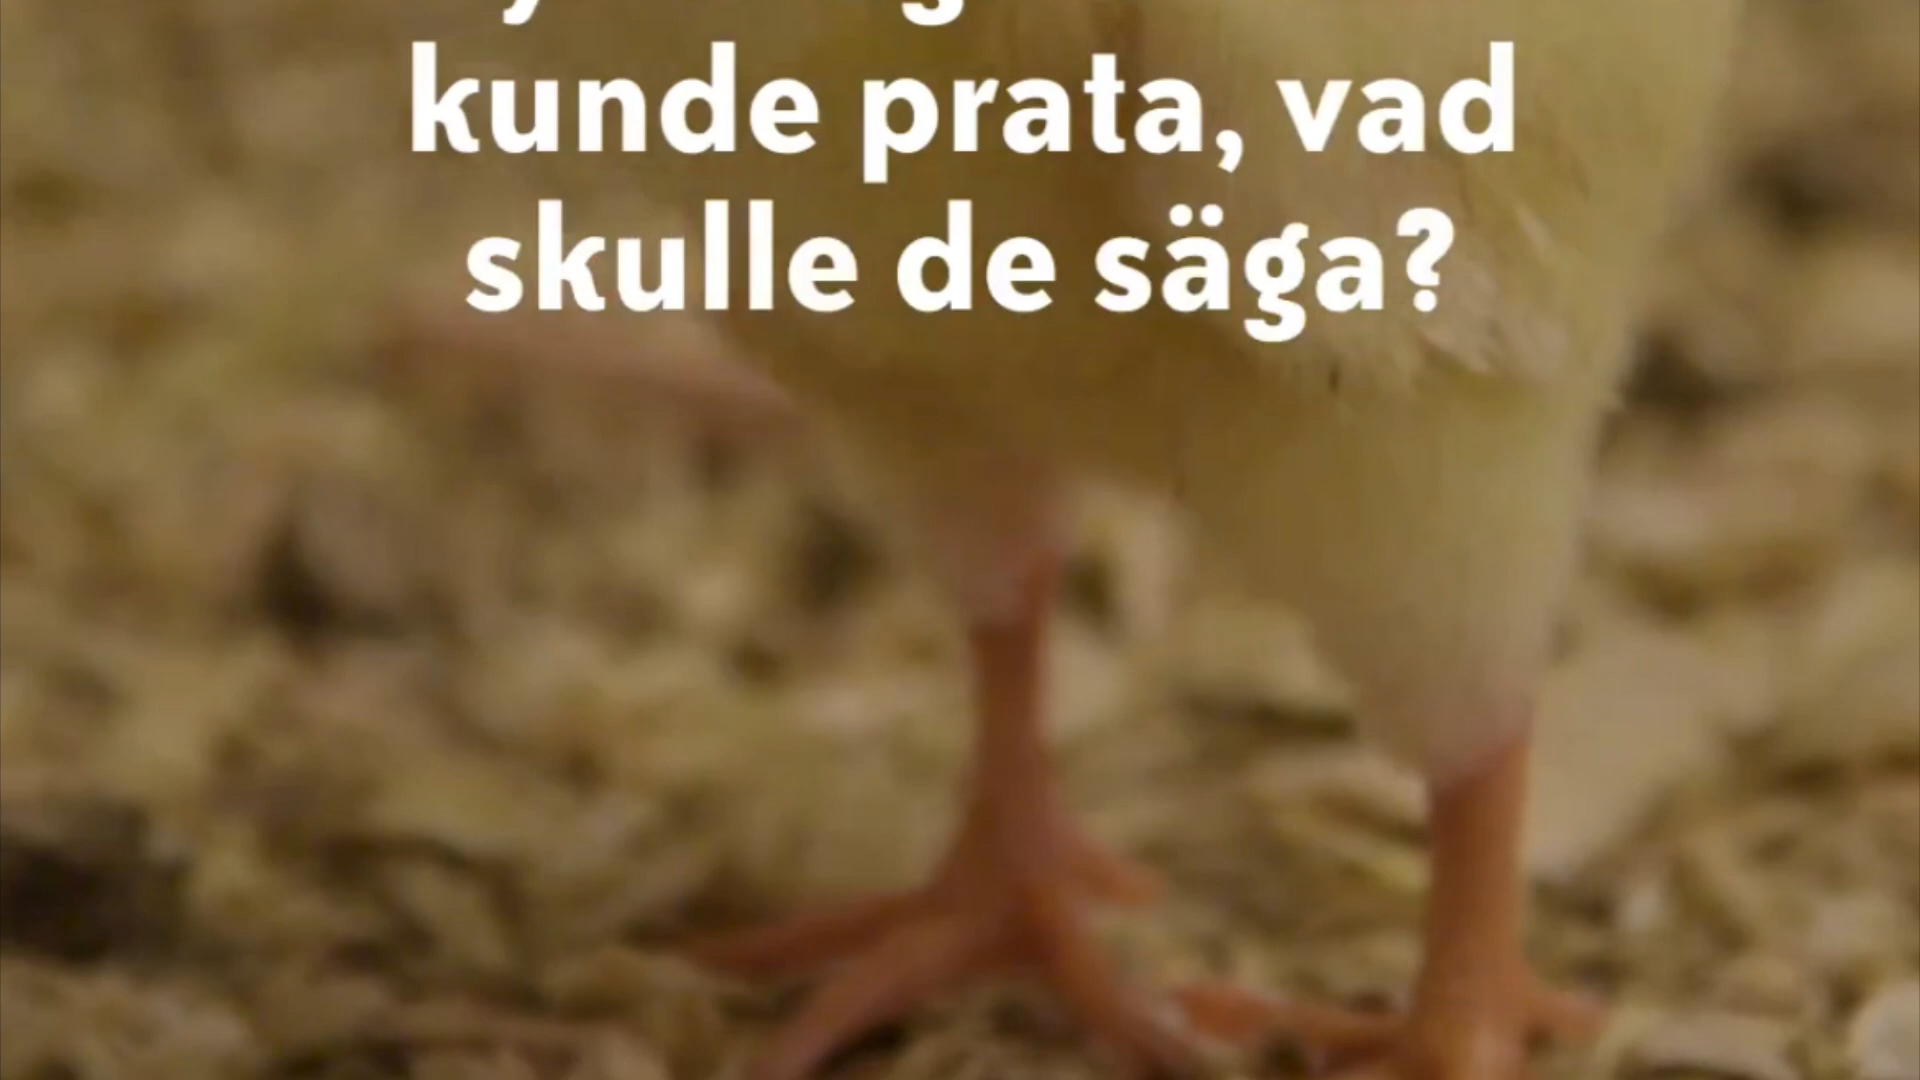 kunde prata, vad
skulle de säga?